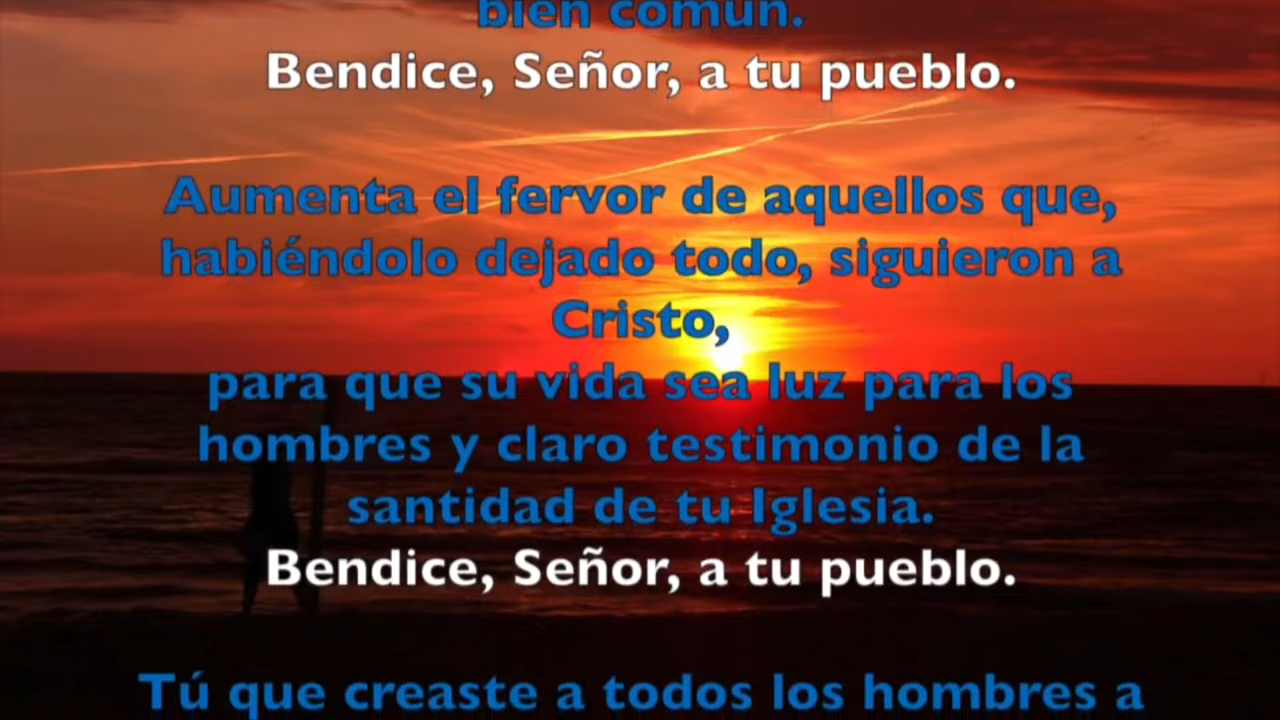 bien común.
Bendice, Señor, a tu pueblo.
Aumenta el fervor de aquellos que,
habiéndolo dejado todo, siguieron a
Cristo,
para que su vida sea luz para los
hombres y claro testimonio de la
santidad de tu Iglesia.
Bendice, Señor, a tu pueblo.
Tú que creaste a todos los hombres a